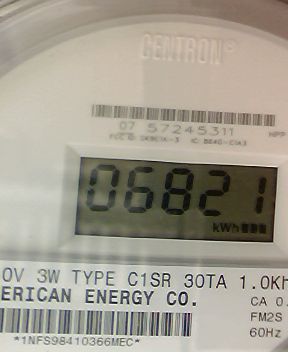 CENTRON®
07 57245311
06821
kWh
0V 3W TYPE C1SR 30TA 1.0Kh
ERICAN ENERGY CO.
CA 0.
FM2S
60Hz
*1NFS98410366MEC*